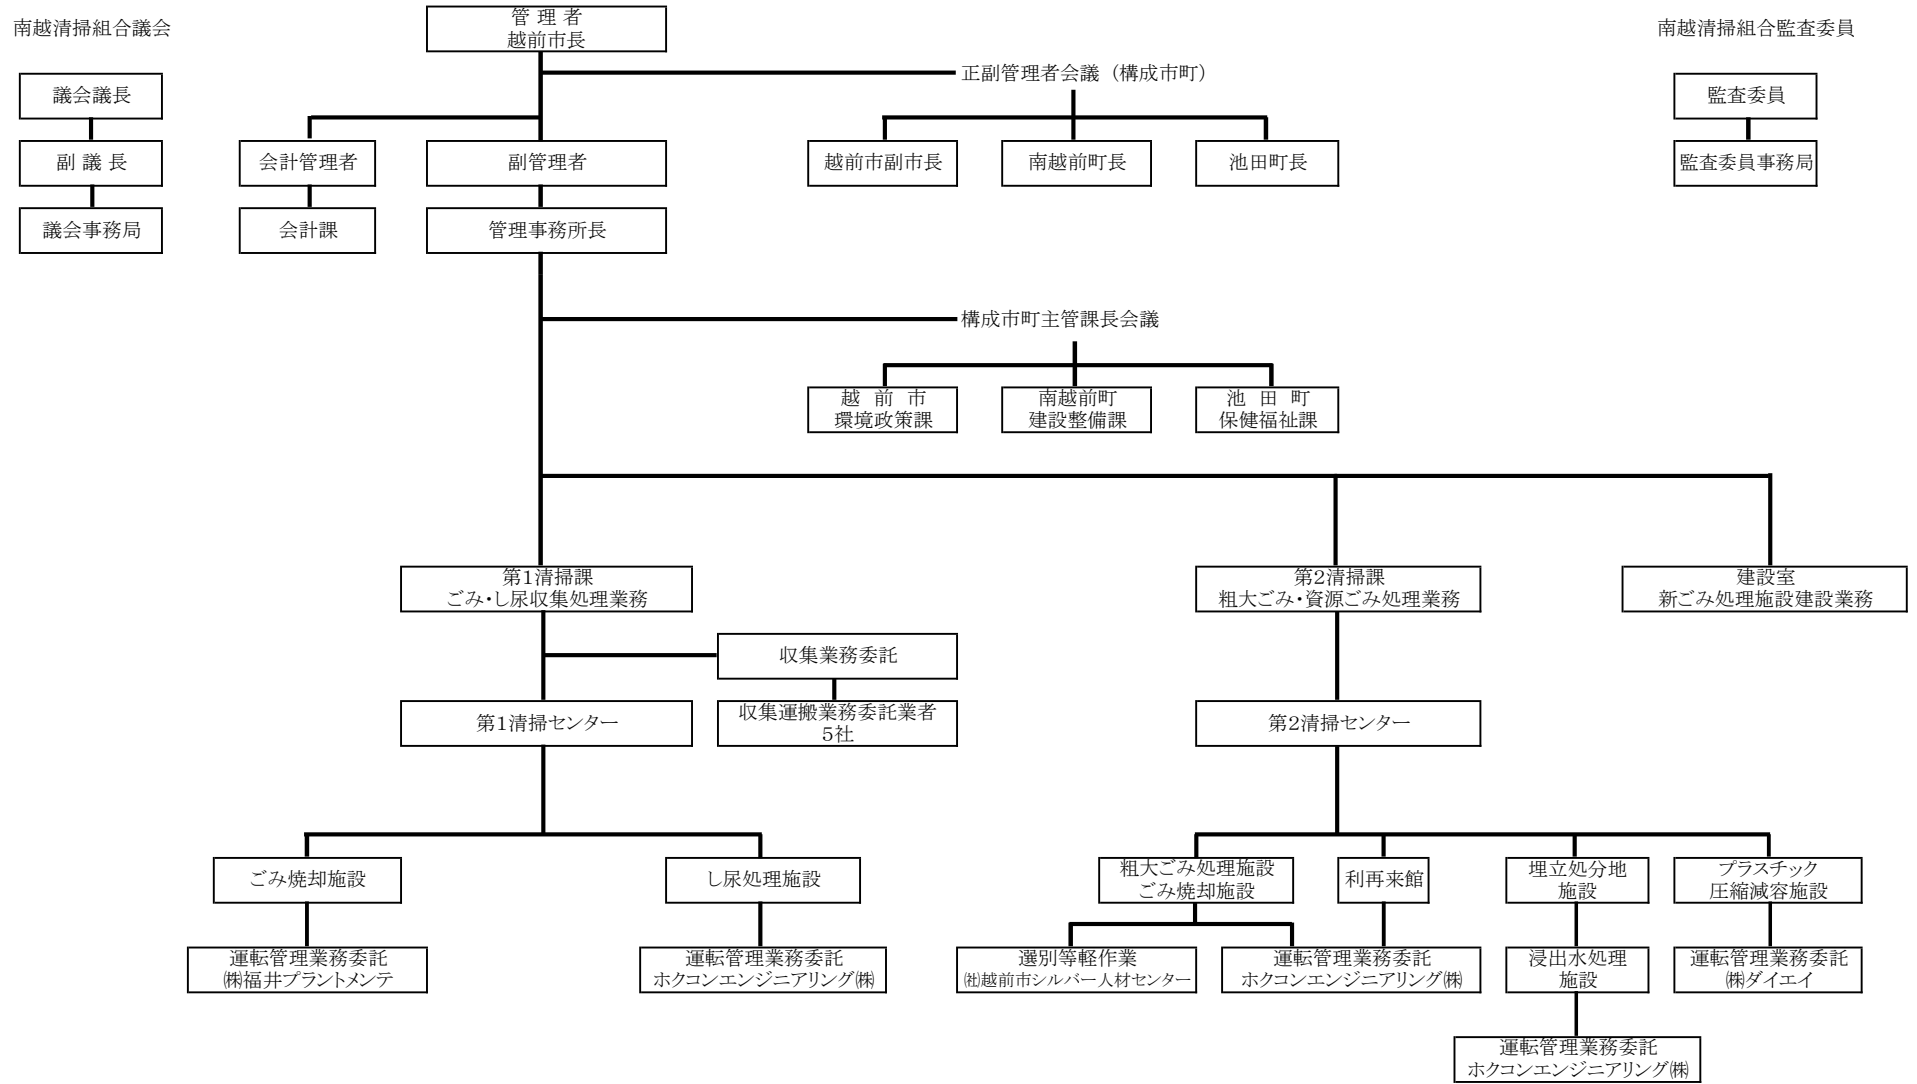 南越清掃組合議会
管 理 者
越前市長
南越清掃組合監査委員
正副管理者会議（構成市町）
議会議長
監査委員
副 議 長
会計管理者
副管理者
越前市副市長
南越前町長
池田町長
監査委員事務局
議会事務局
会計課
管理事務所長
構成市町主管課長会議
越 前 市
環境政策課
南越前町
建設整備課
池 田 町
保健福祉課
第1清掃課
ごみ・し尿収集処理業務
第2清掃課
粗大ごみ・資源ごみ処理業務
建設室
新ごみ処理施設建設業務
収集業務委託
第1清掃センター
収集運搬業務委託業者
5社
第2清掃センター
ごみ焼却施設
し尿処理施設
粗大ごみ処理施設
ごみ焼却施設
利再来館
埋立処分地
施設
プラスチック
圧縮減容施設
運転管理業務委託
㈱福井プラントメンテ
運転管理業務委託
ホクコンエンジニアリング㈱
選別等軽作業
㈳越前市シルバー人材センター
運転管理業務委託
ホクコンエンジニアリング㈱
浸出水処理
施設
運転管理業務委託
㈱ダイエイ
運転管理業務委託
ホクコンエンジニアリング㈱